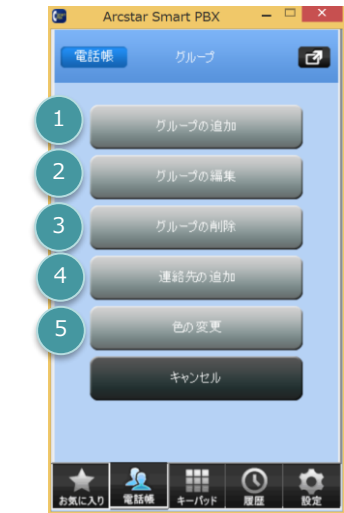 Arcstar Smart PBX
電話帳
グループ
1
グループの追加
2
グループの編集
3
グループの削除
4
連絡先の追加
5
色の変更
キャンセル
お気に入り
電話帳
キーパッド
履歴
設定